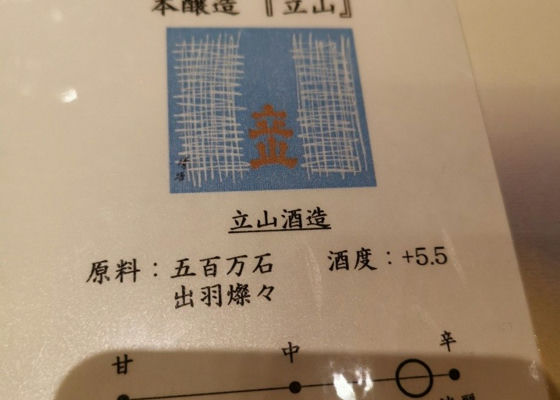 本醸造『立山』
立山
立山酒造
原料：五百万石 酒度：+5.5
出羽燦々
甘 中 辛